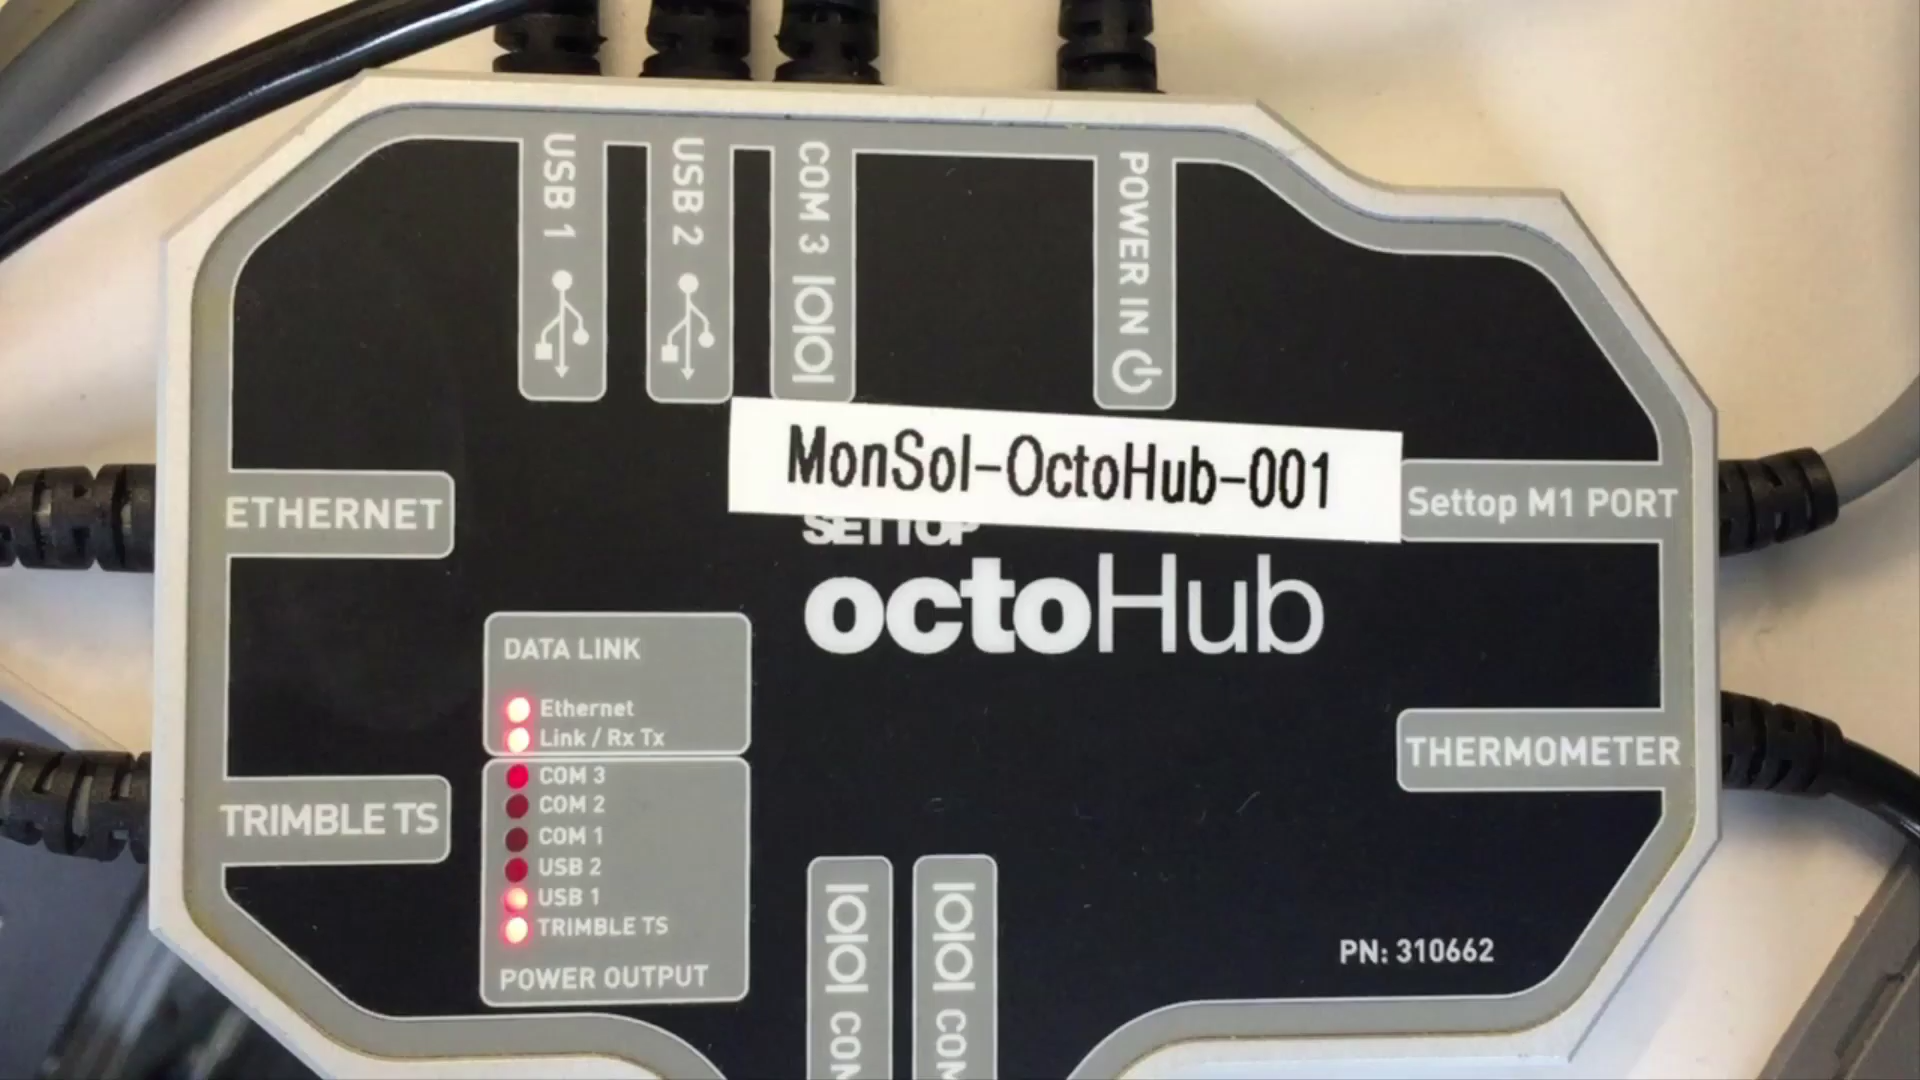 USB 1
USB 2
COM 3
POWER IN
MonSol-OctoHub-001
ETHERNET
Settop M1 PORT
SETTOP
octoHub
DATA LINK
Ethernet
Link / Rx Tx
COM 3
COM 2
COM 1
USB 2
USB 1
TRIMBLE TS
POWER OUTPUT
TRIMBLE TS
THERMOMETER
PN: 310662
COM
COM